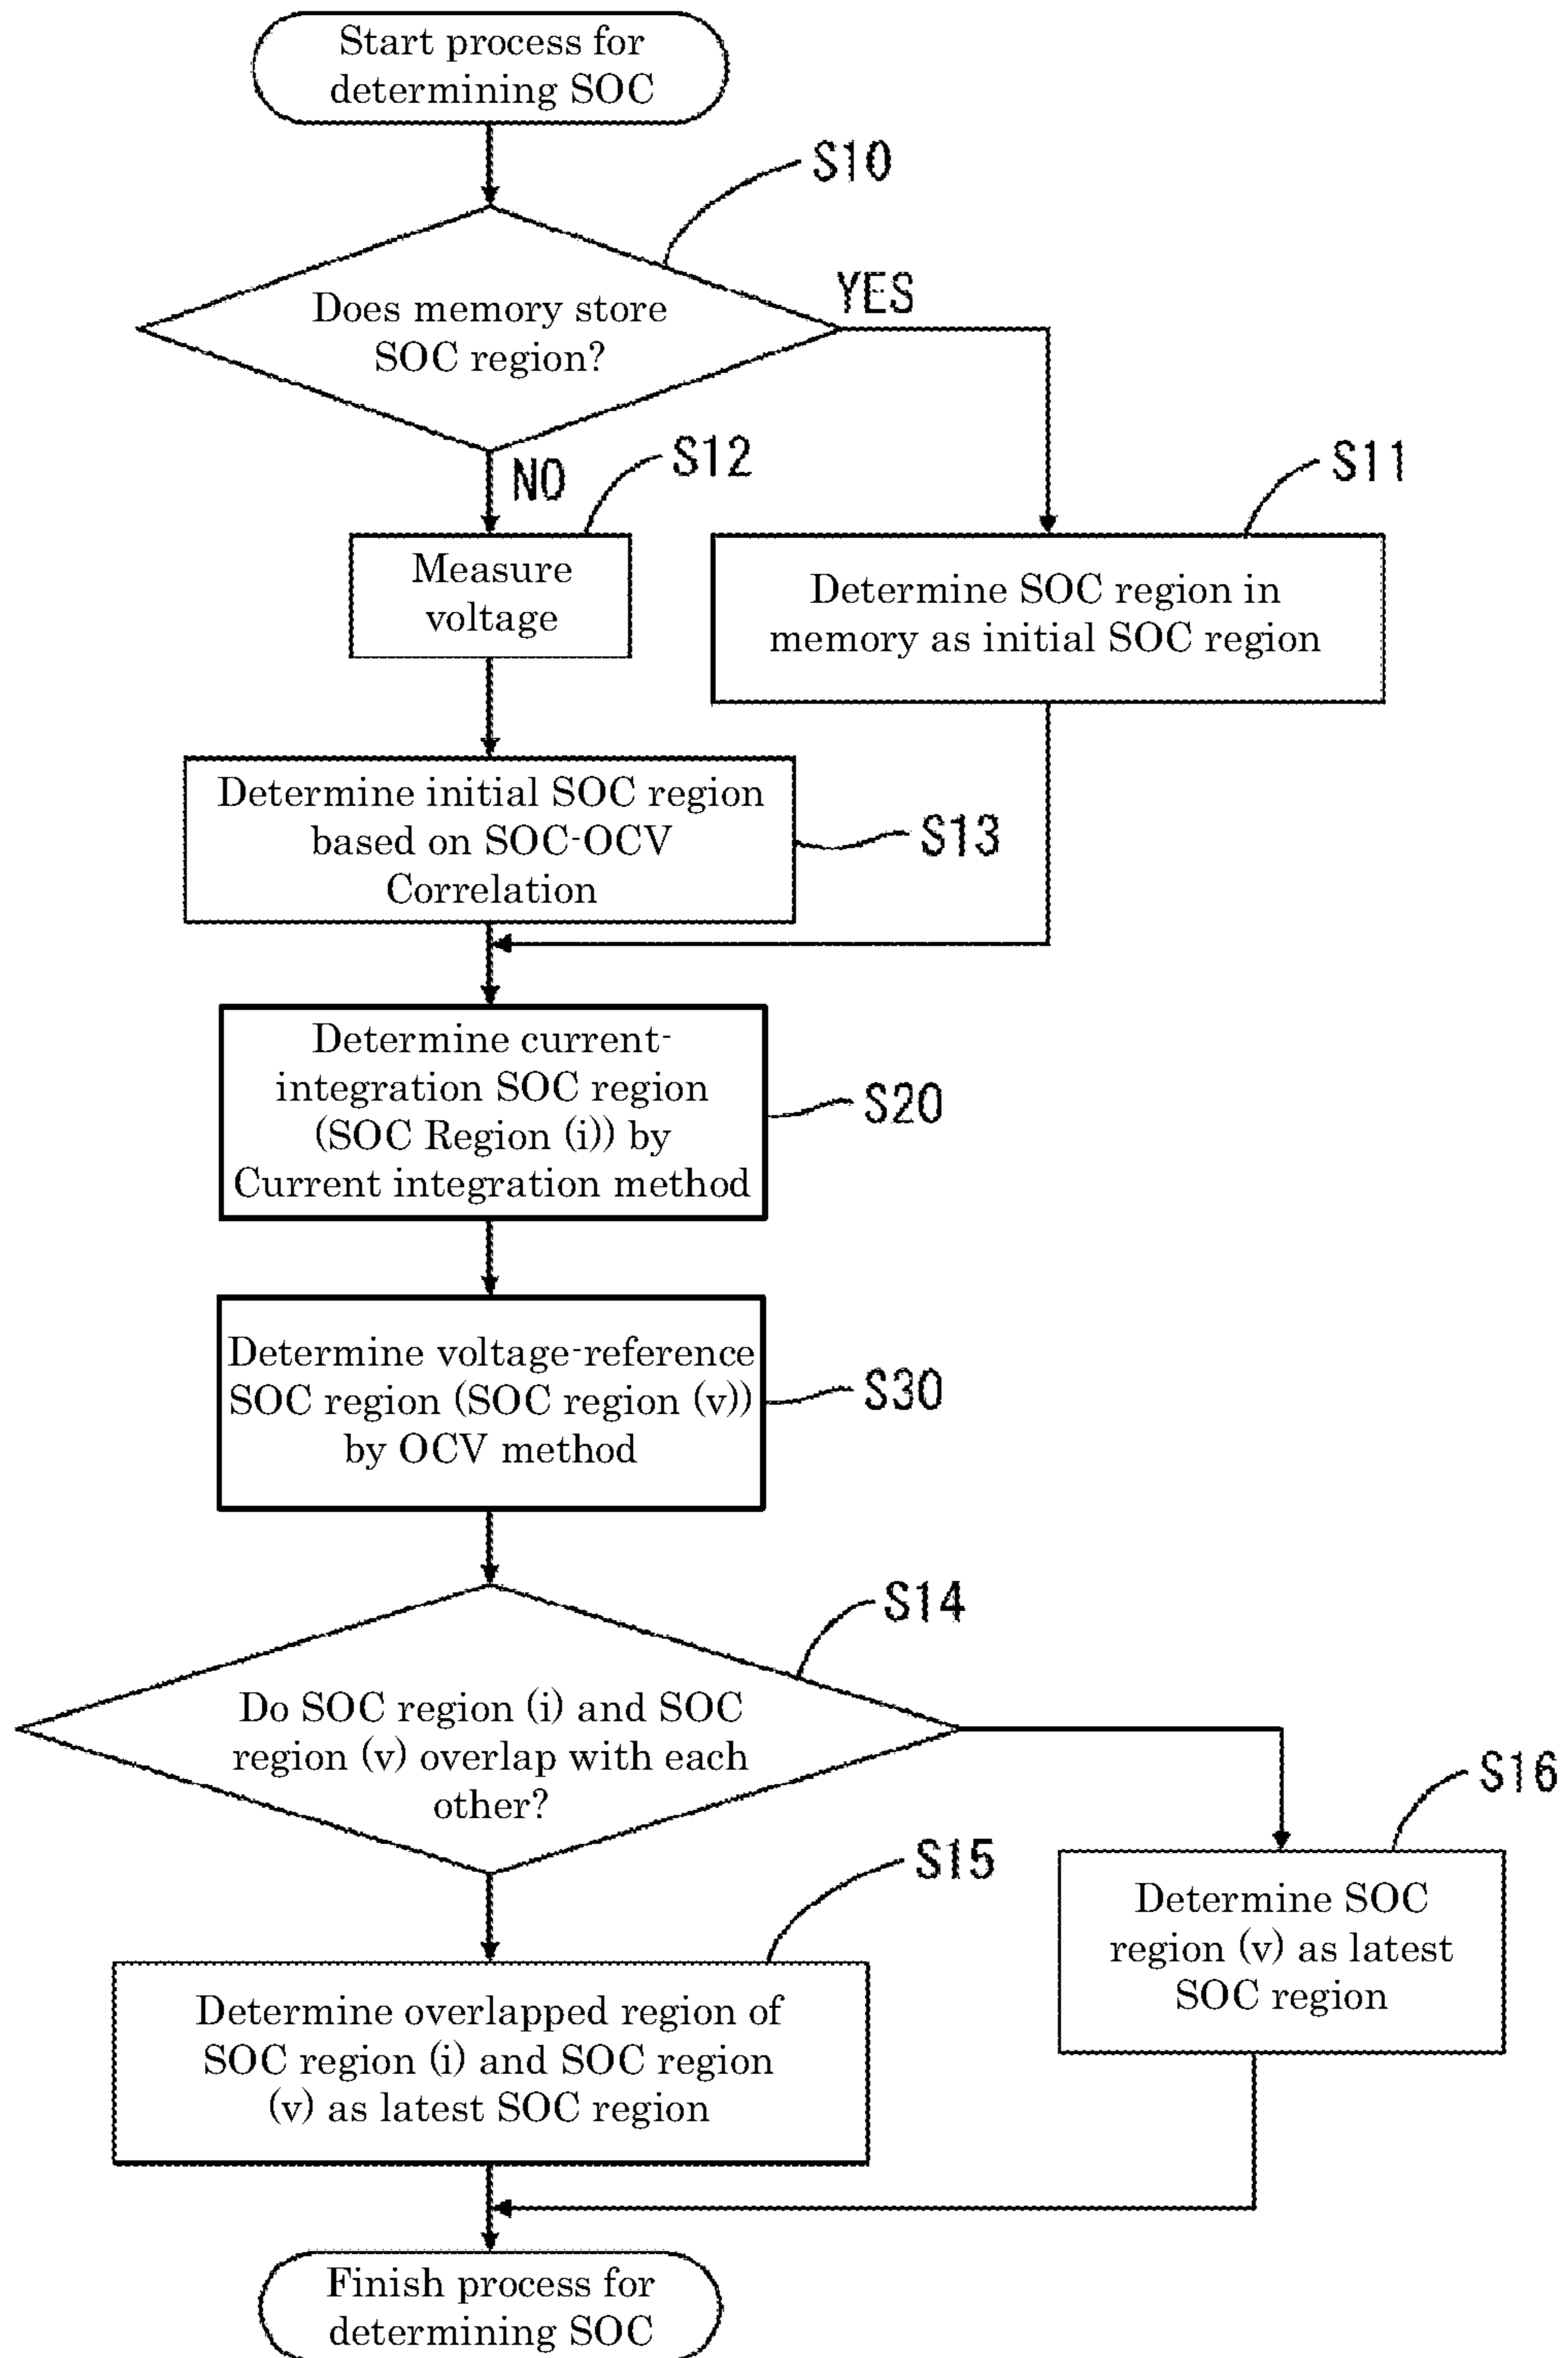 Start process for
determining SOC
S10
Does memory store
SOC region?
YES
NO
S12
S11
Measure
voltage
Determine SOC region in
memory as initial SOC region
Determine initial SOC region
based on SOC-OCV
Correlation
S13
Determine current-
integration SOC region
(SOC Region (i)) by
Current integration method
S20
Determine voltage-reference
SOC region (SOC region (v))
by OCV method
S30
S14
Do SOC region (i) and SOC
region (v) overlap with each
other?
S16
S15
Determine SOC
region (v) as latest
SOC region
Determine overlapped region of
SOC region (i) and SOC region
(v) as latest SOC region
Finish process for
determining SOC